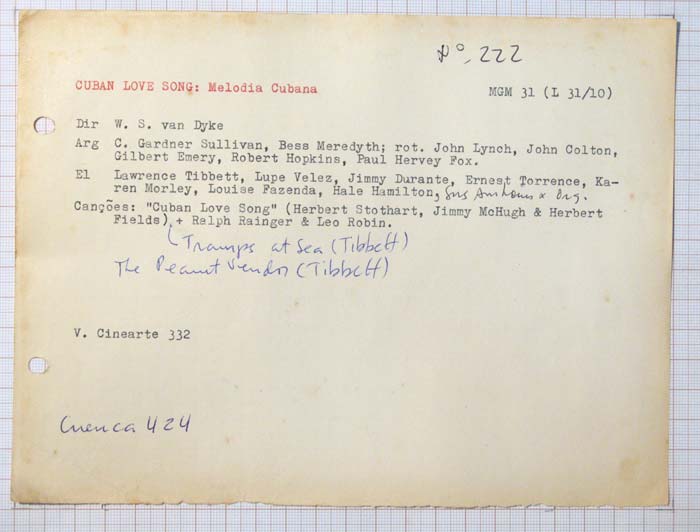 Nº. 222
CUBAN LOVE SONG: Melodia Cubana
MGM 31 (L 31/10)
Dir W. S. van Dyke
Arg C. Gardner Sullivan, Bess Meredyth; rot. John Lynch, John Colton,
Gilbert Emery, Robert Hopkins, Paul Hervey Fox.
El Lawrence Tibbett, Lupe Velez, Jimmy Durante, Ernest Torrence, Ka-
ren Morley, Louise Fazenda, Hale Hamilton,
Canções: "Cuban Love Song" (Herbert Stothart, Jimmy McHugh & Herbert
Fields), + Ralph Rainger & Leo Robin.
Tramps at Sea (Tibbett)
The Peanut Vendor (Tibbett)
V. Cinearte 332
Cuenca 424